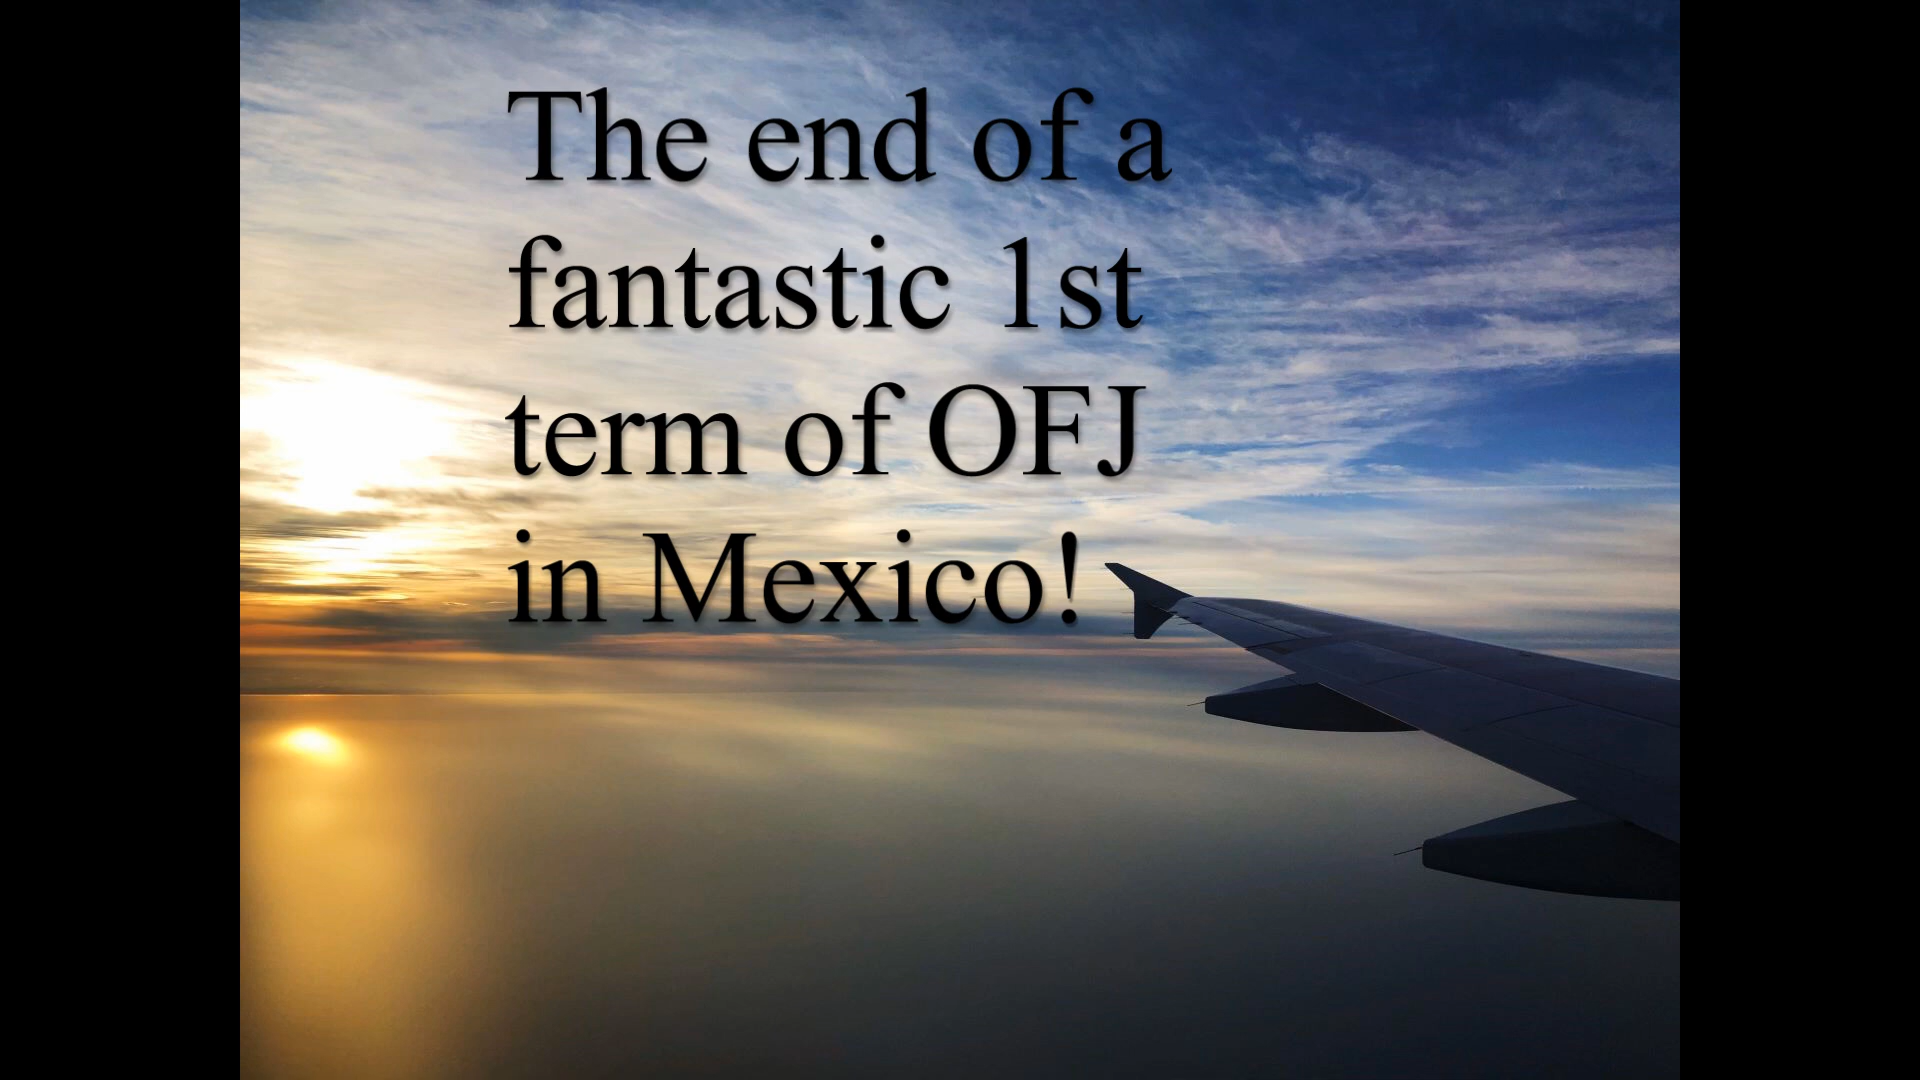 The end of a
fantastic 1st
term of OFJ
in Mexico!